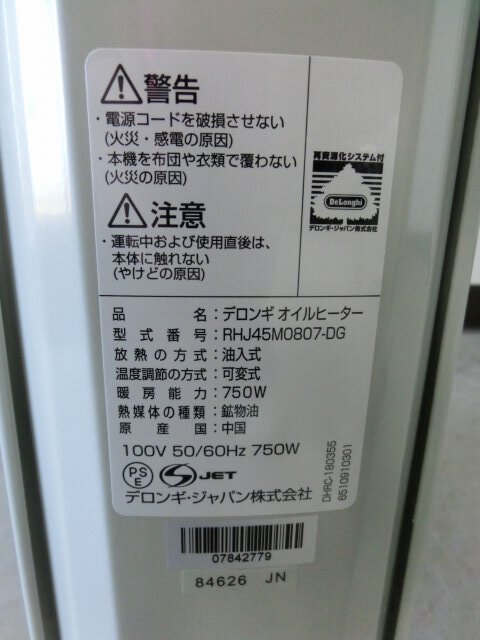 警告
・電源コードを破損させない
(火災・感電の原因)
・本機を布団や衣類で覆わない
(火災の原因)
注意
・運転中および使用直後は、
本体に触れない
(やけどの原因)
再資源化システム付
DeLonghi
デロンギ・ジャパン株式会社
品名：デロンギ オイルヒーター
型式番号：RHJ45M0807-DG
放熱の方式：油入式
温度調節の方式：可変式
暖房能力：750W
熱媒体の種類：鉱物油
原産国：中国
100V 50/60Hz 750W
PS
E
JET
デロンギ・ジャパン株式会社
DHRC-180355
6510910301
07842779
84626 JN